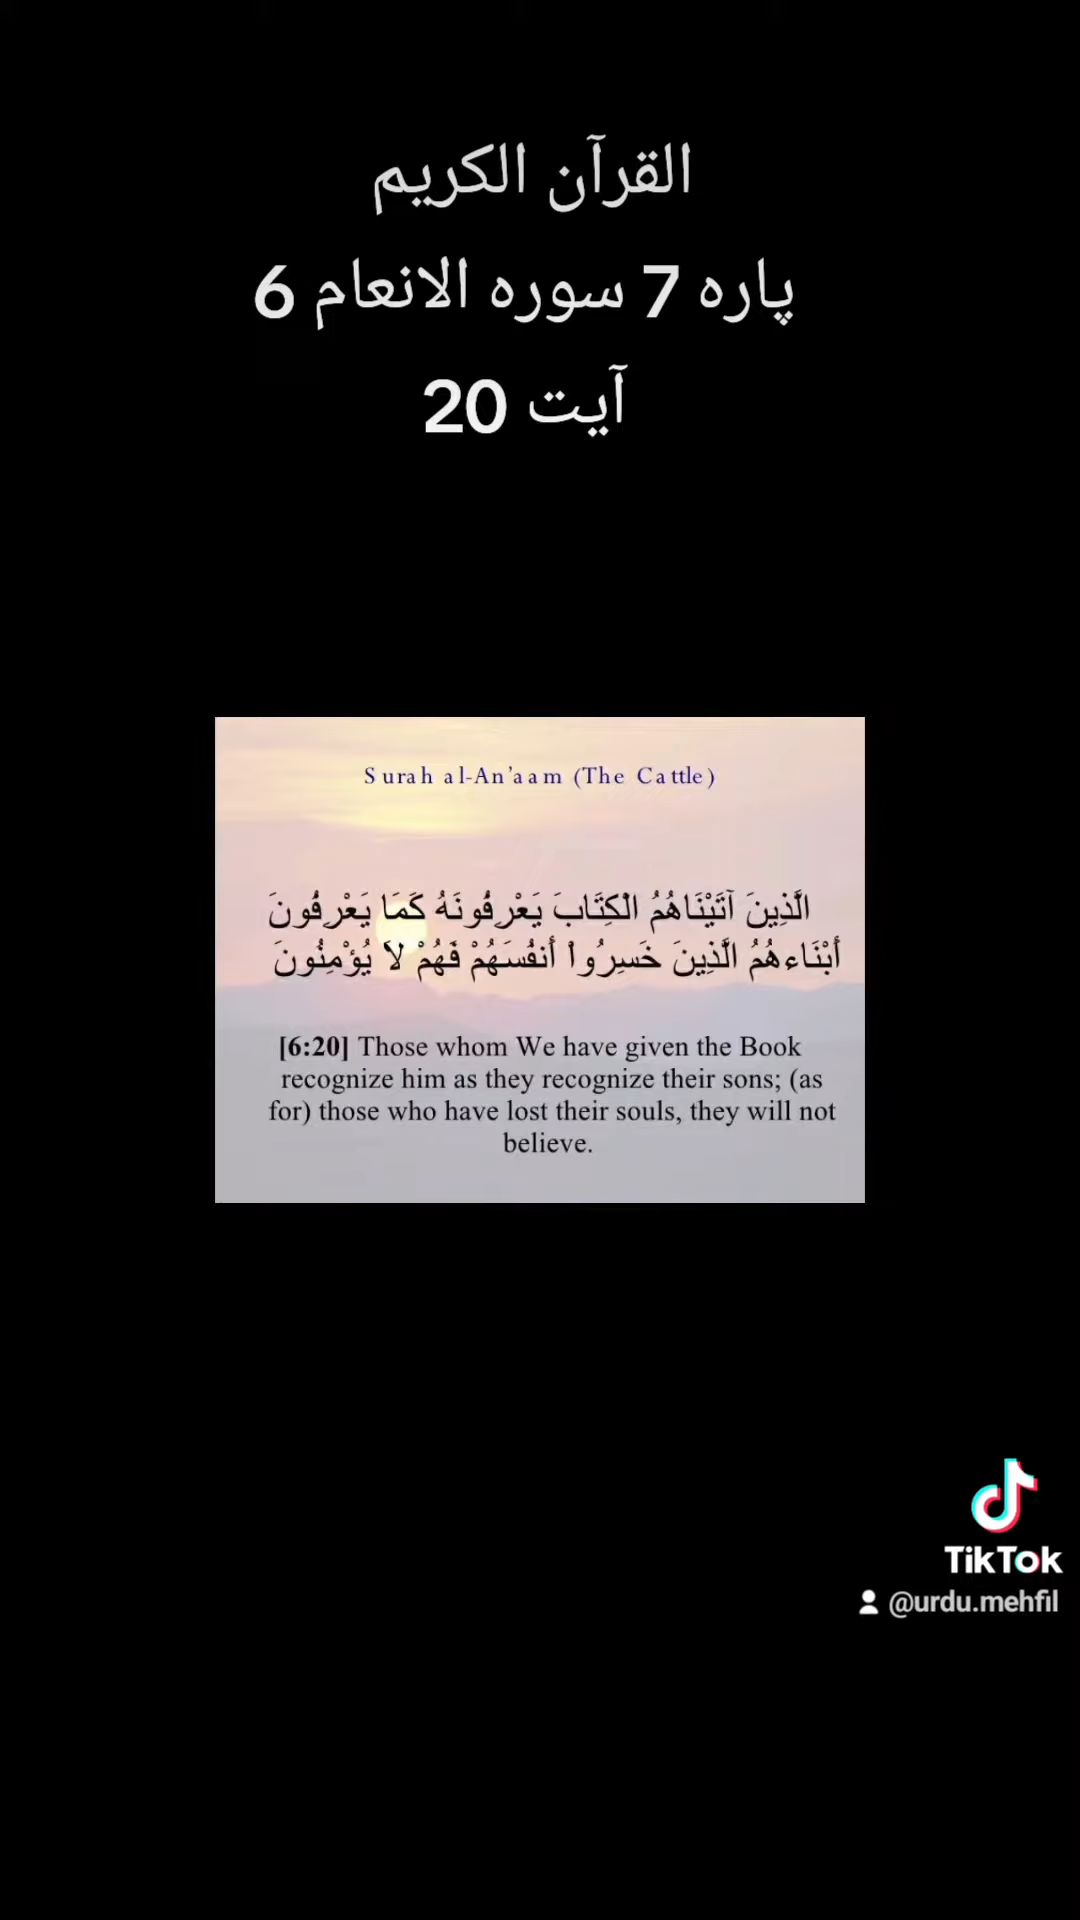 القرآن الكريم
پاره 7 سوره الانعام 6
آیت 20
Surah al-An'aam (The Cattle)
الَّذِينَ آتَيْنَاهُمُ الْكِتَابَ يَعْرِفُونَهُ كَمَا يَعْرِفُونَ
أَبْنَاءهُمُ الَّذِينَ خَسِرُواْ أَنفُسَهُمْ فَهُمْ لاَ يُؤْمِنُونَ
[6:20] Those whom We have given the Book
recognize him as they recognize their sons; (as
for) those who have lost their souls, they will not
believe.
TikTok
@urdu.mehfil